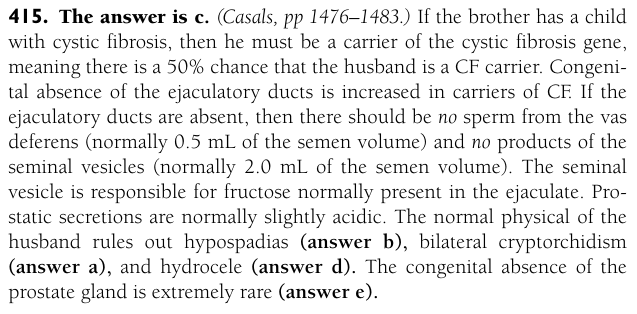 415. The answer is c. (Casals, pp 1476–1483.) If the brother has a child
with cystic fibrosis, then he must be a carrier of the cystic fibrosis gene,
meaning there is a 50% chance that the husband is a CF carrier. Congeni-
tal absence of the ejaculatory ducts is increased in carriers of CF. If the
ejaculatory ducts are absent, then there should be no sperm from the vas
deferens (normally 0.5 mL of the semen volume) and no products of the
seminal vesicles (normally 2.0 mL of the semen volume). The seminal
vesicle is responsible for fructose normally present in the ejaculate. Pro-
static secretions are normally slightly acidic. The normal physical of the
husband rules out hypospadias (answer b), bilateral cryptorchidism
(answer a), and hydrocele (answer d). The congenital absence of the
prostate gland is extremely rare (answer e).